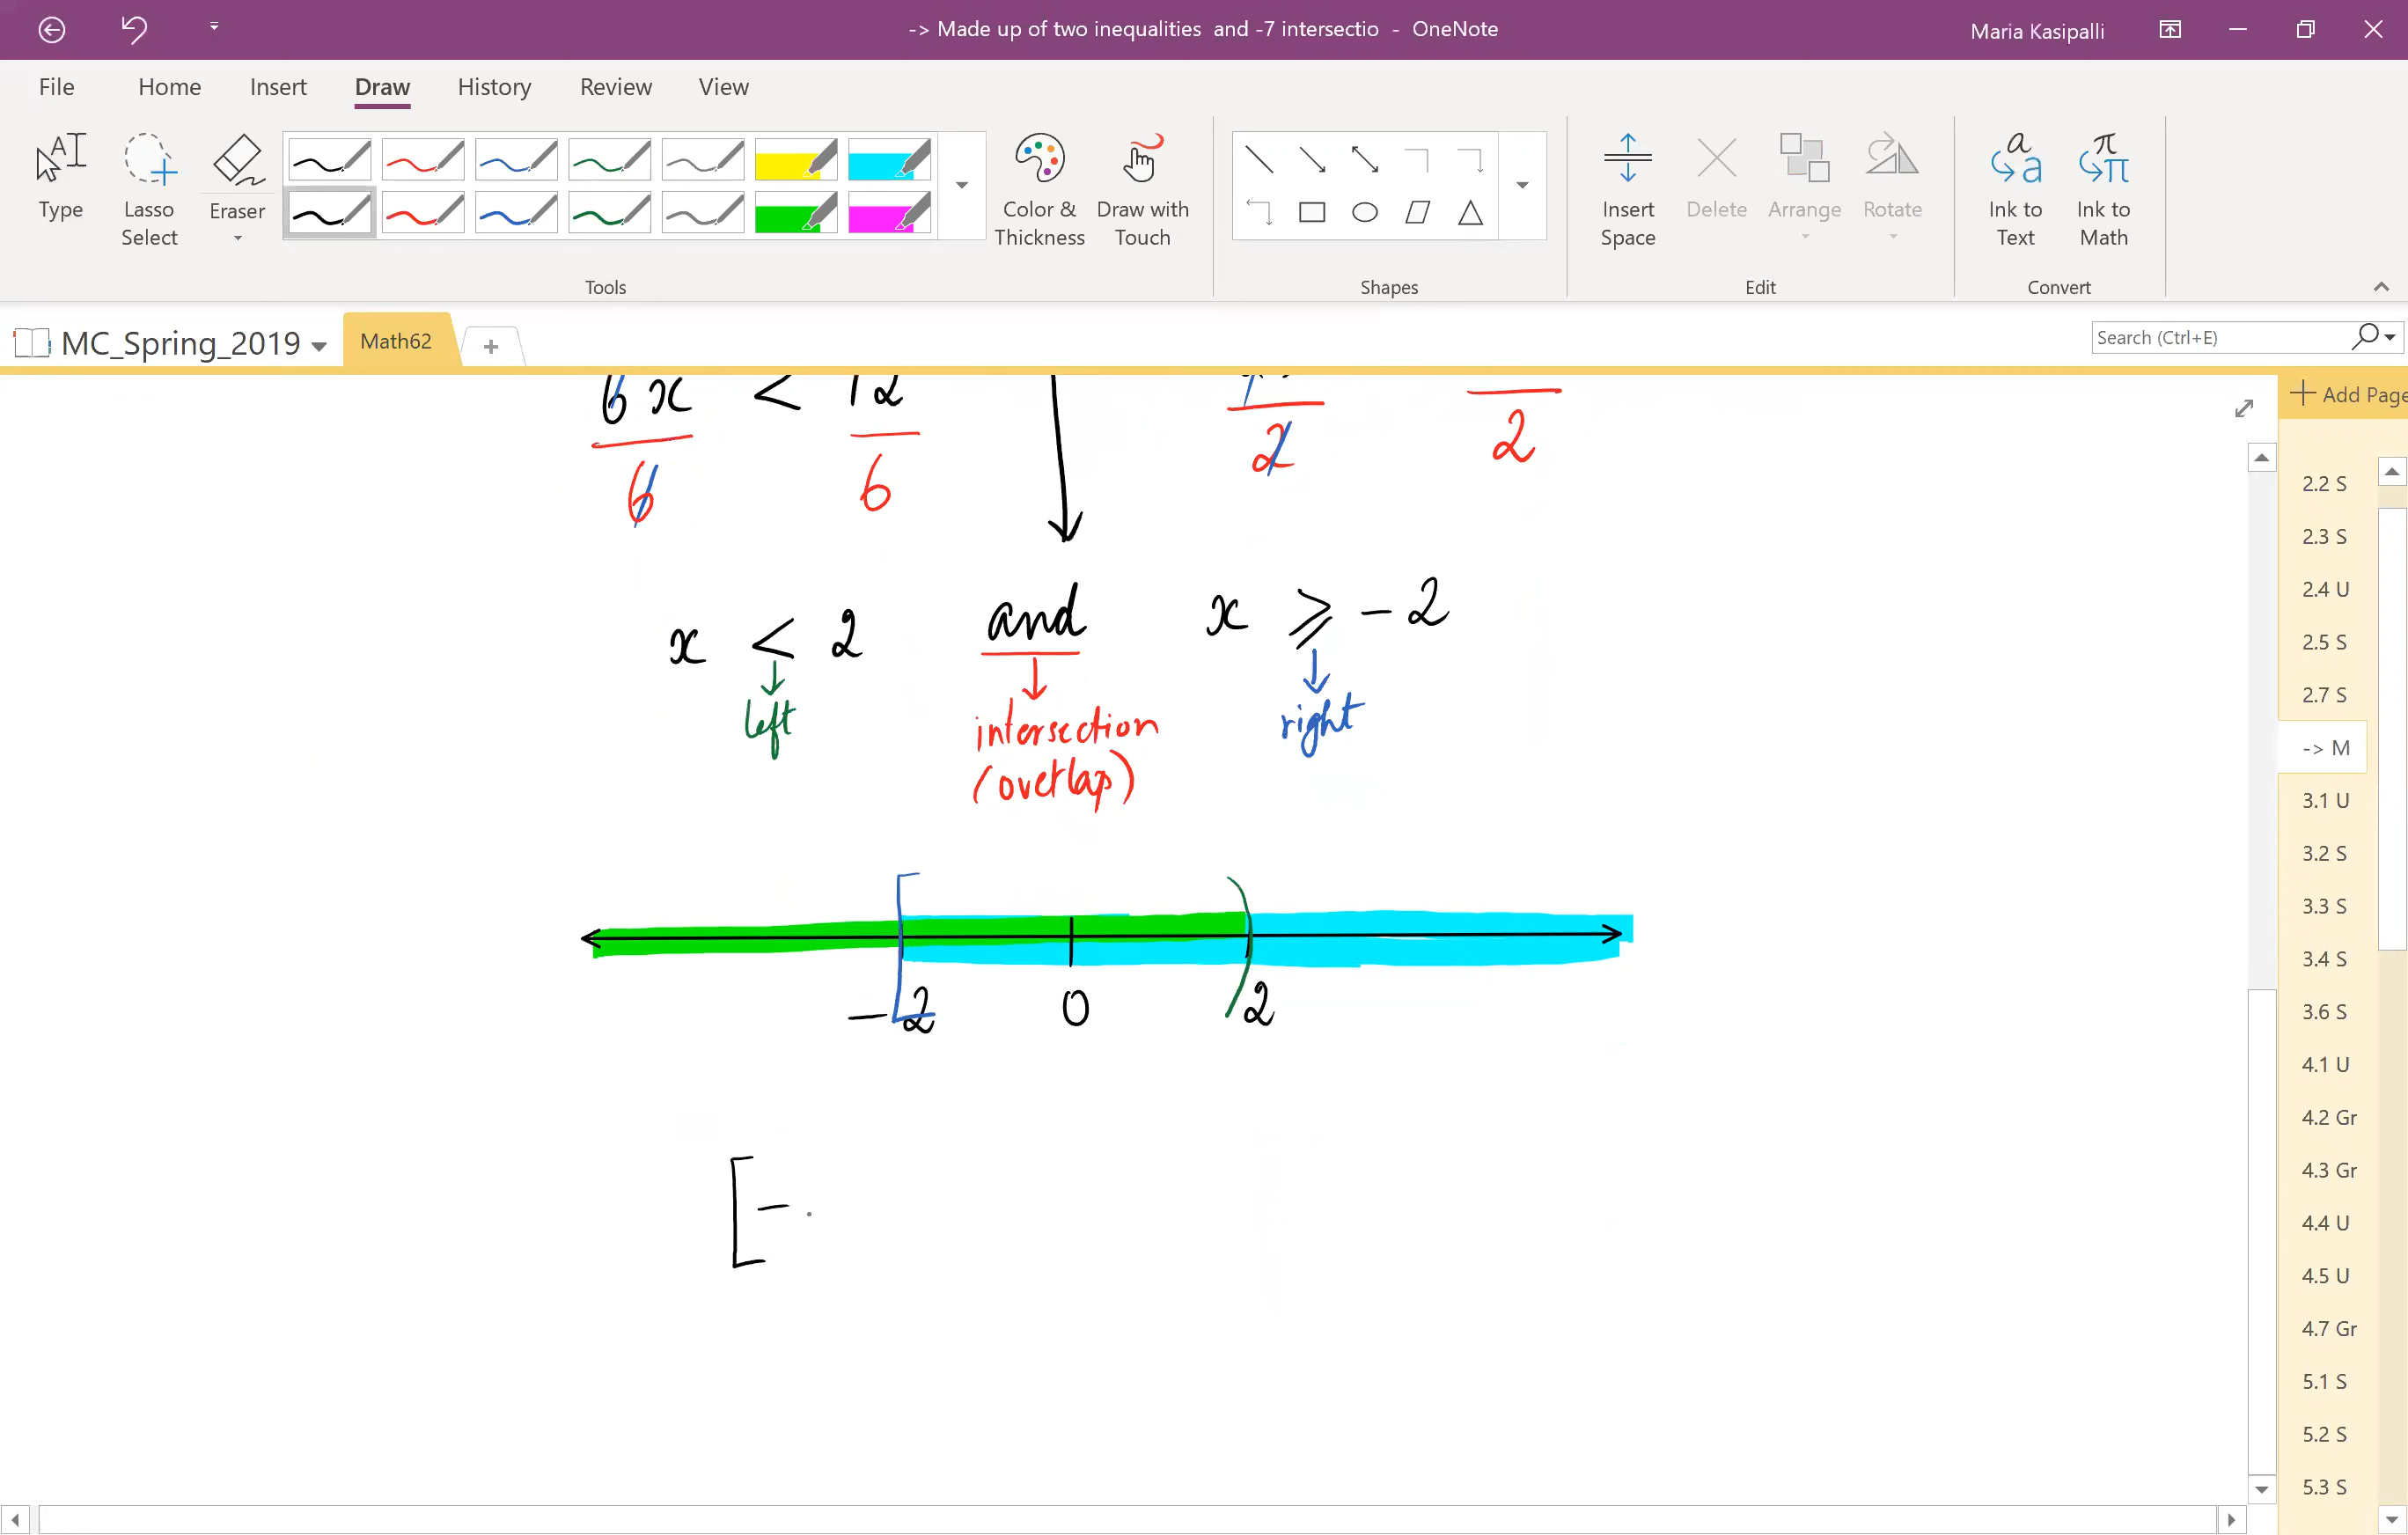 -> Made up of two inequalities and -7 intersectio - OneNote
Maria Kasipalli
File Home Insert Draw History Review View
Type
Lasso Select
Eraser
Color & Thickness
Draw with Touch
Insert Space
Delete
Arrange
Rotate
Ink to Text
Ink to Math
Tools Shapes Edit Convert
MC_Spring_2019 Math62
Search (Ctrl+E)
Add Page
6x < 12
6 6
2 2
x < 2 and x ⩾ -2
left intersection right
(overlap)
-2 0 2
[-
2.2 S
2.3 S
2.4 U
2.5 S
2.7 S
-> M
3.1 U
3.2 S
3.3 S
3.4 S
3.6 S
4.1 U
4.2 Gr
4.3 Gr
4.4 U
4.5 U
4.7 Gr
5.1 S
5.2 S
5.3 S